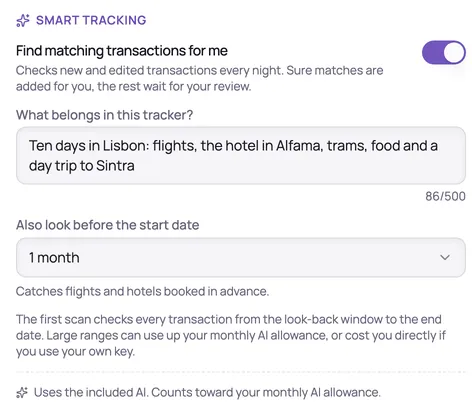 SMART TRACKING
Find matching transactions for me
Checks new and edited transactions every night. Sure matches are
added for you, the rest wait for your review.
What belongs in this tracker?
Ten days in Lisbon: flights, the hotel in Alfama, trams, food and a
day trip to Sintra
86/500
Also look before the start date
1 month
Catches flights and hotels booked in advance.
The first scan checks every transaction from the look-back window to the end
date. Large ranges can use up your monthly AI allowance, or cost you directly if
you use your own key.
Uses the included AI. Counts toward your monthly AI allowance.